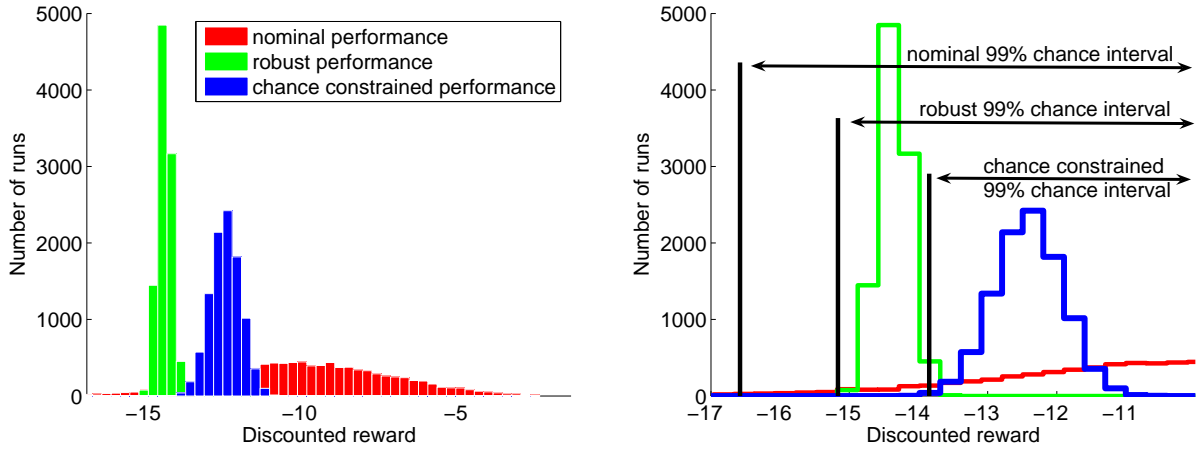 5000
4000
3000
2000
1000
0
Number of runs
−15
−10
−5
Discounted reward
nominal performance
robust performance
chance constrained performance
5000
4000
3000
2000
1000
0
Number of runs
nominal 99% chance interval
robust 99% chance interval
chance constrained
99% chance interval
−17
−16
−15
−14
−13
−12
−11
Discounted reward